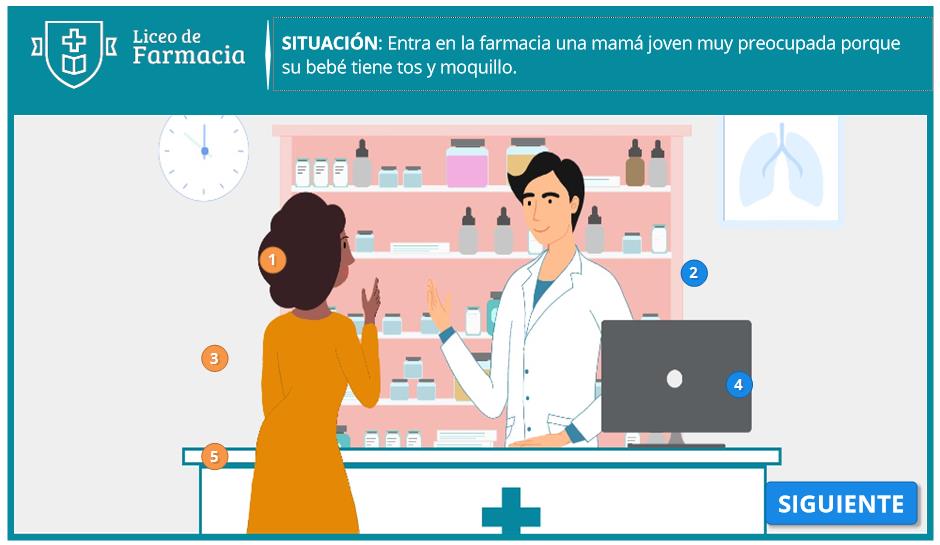 Liceo de
Farmacia
SITUACIÓN: Entra en la farmacia una mamá joven muy preocupada porque
su bebé tiene tos y moquillo.
1
2
3
4
5
SIGUIENTE